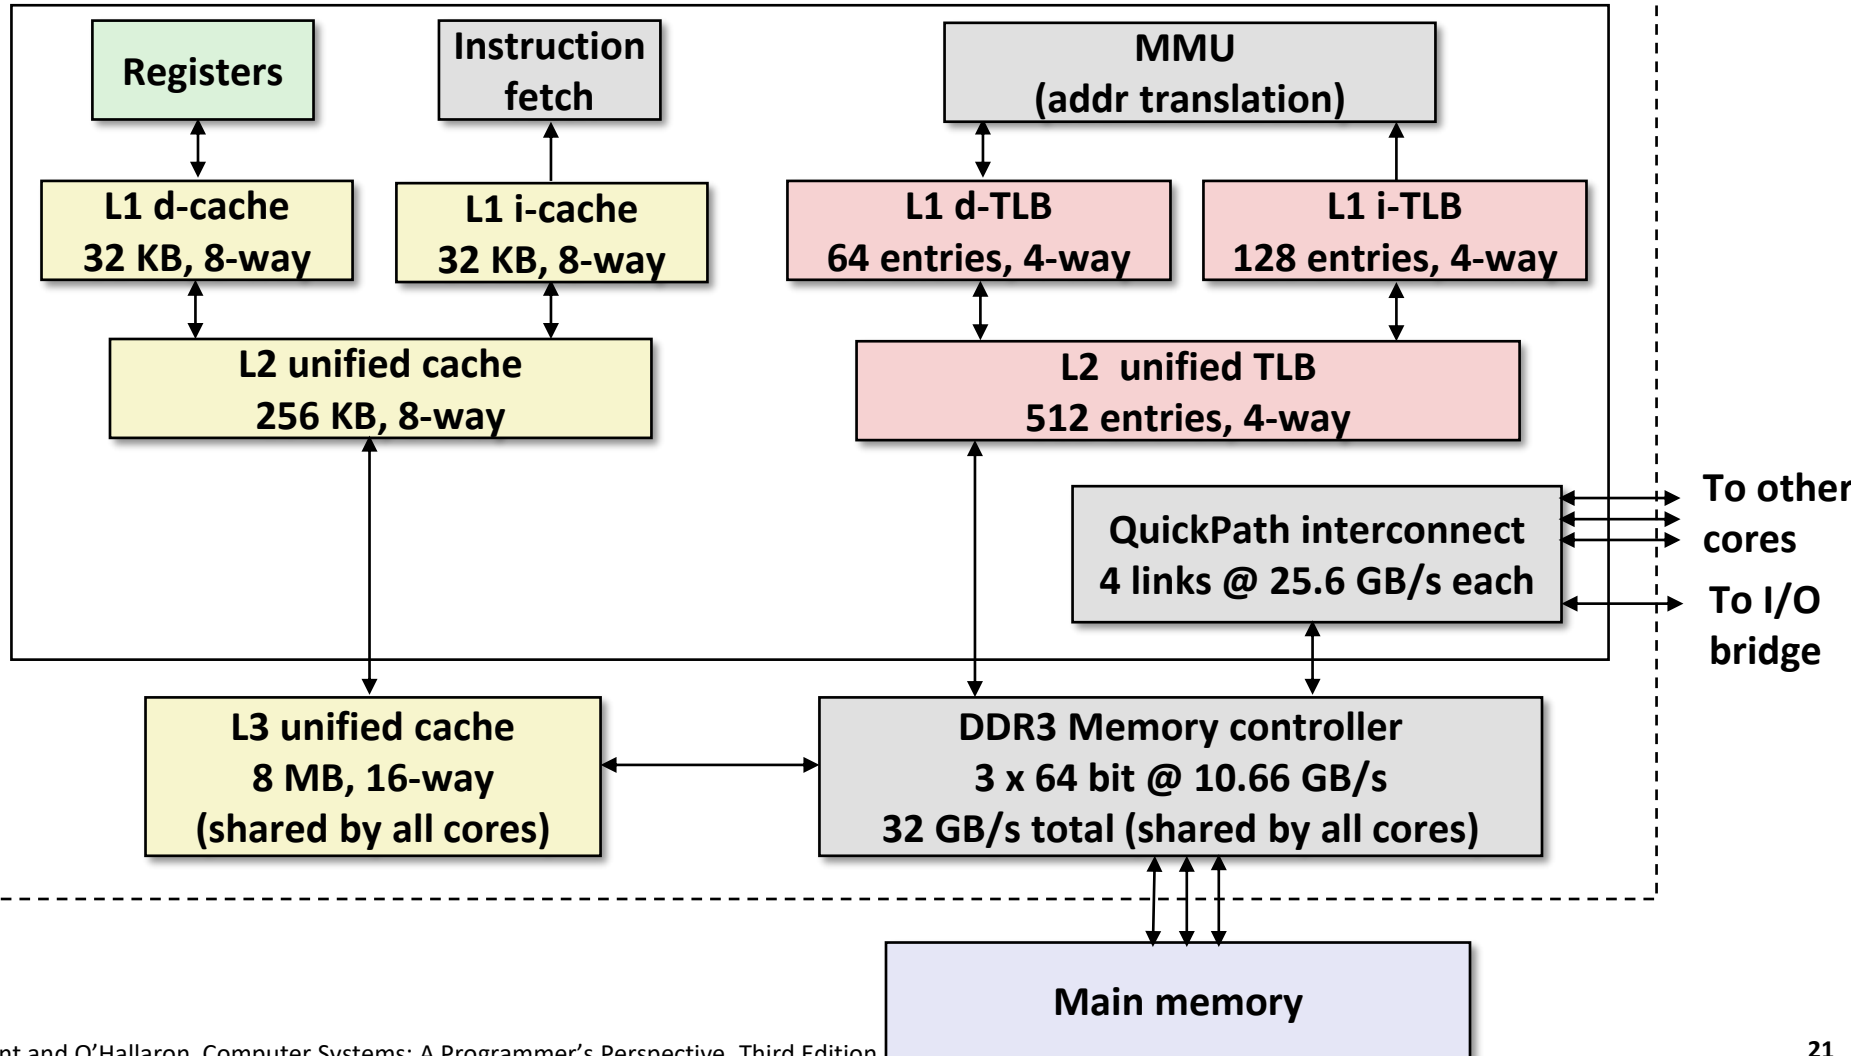 Registers
Instruction
fetch
MMU
(addr translation)
L1 d-cache
32 KB, 8-way
L1 i-cache
32 KB, 8-way
L1 d-TLB
64 entries, 4-way
L1 i-TLB
128 entries, 4-way
L2 unified cache
256 KB, 8-way
L2  unified TLB
512 entries, 4-way
QuickPath interconnect
4 links @ 25.6 GB/s each
To other
cores
To I/O
bridge
L3 unified cache
8 MB, 16-way
(shared by all cores)
DDR3 Memory controller
3 x 64 bit @ 10.66 GB/s
32 GB/s total (shared by all cores)
Main memory
nt and O’Hallaron, Computer Systems: A Programmer’s Perspective, Third Edition
21